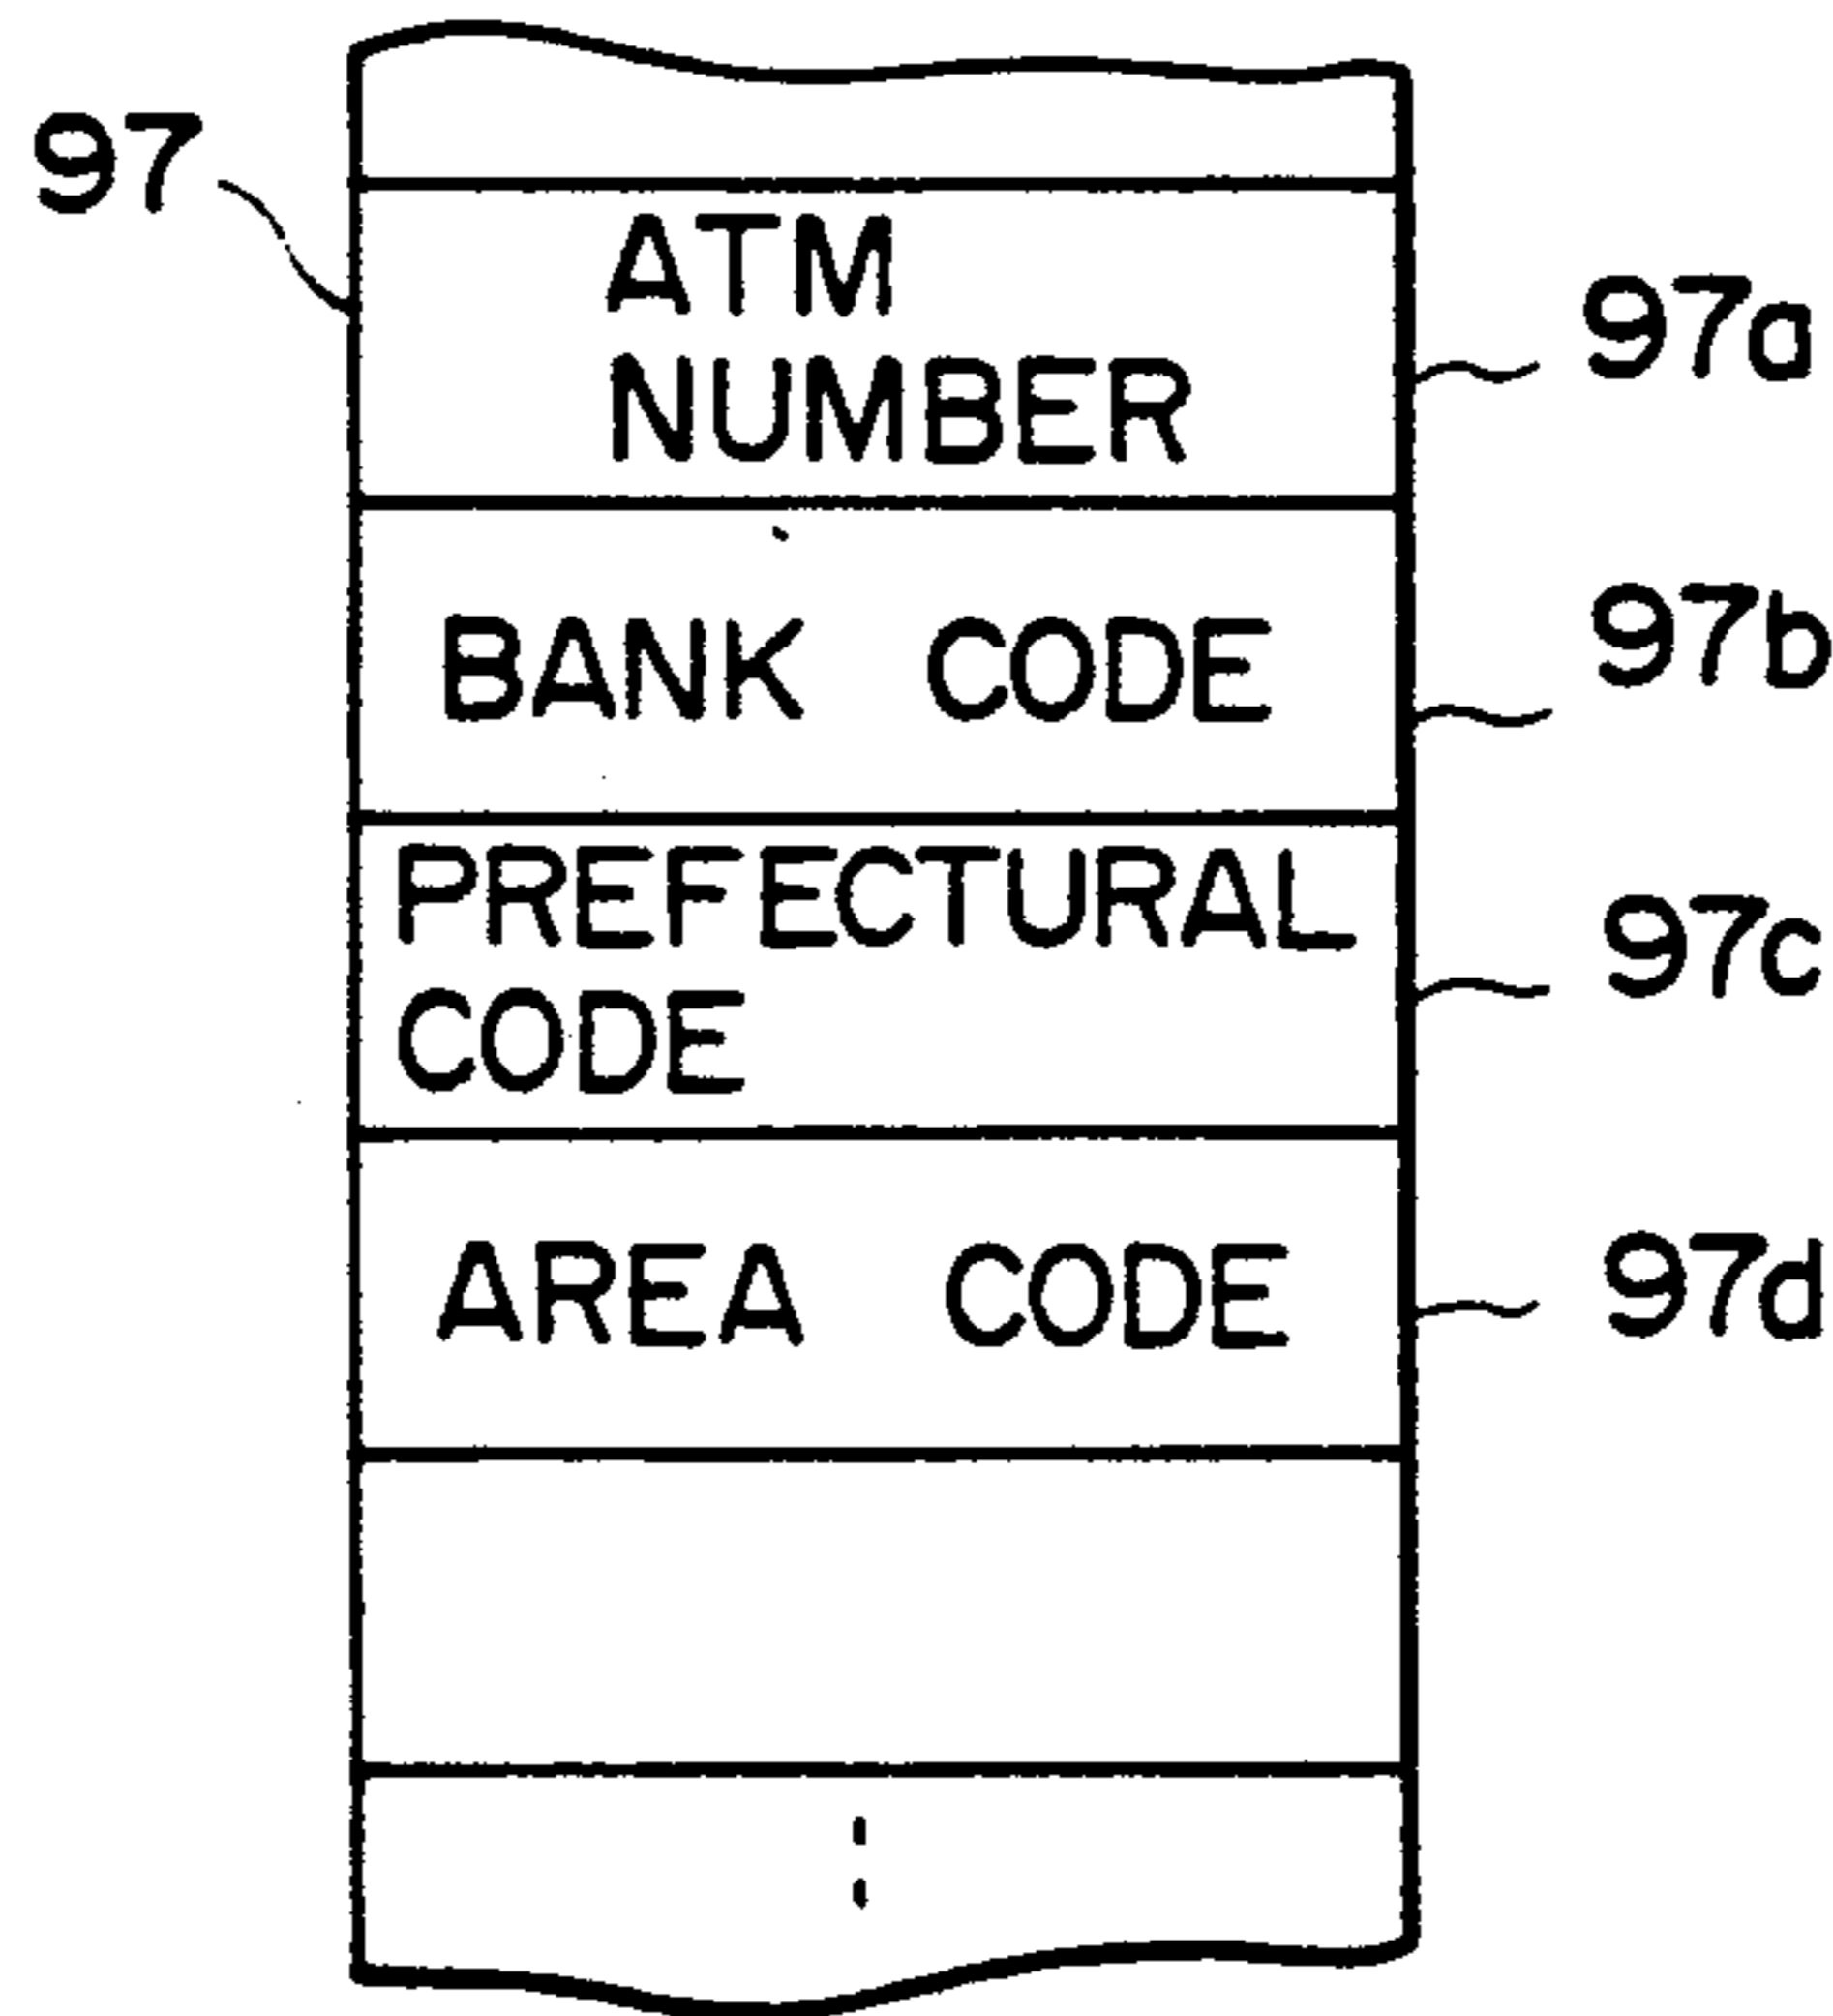 97
ATM
NUMBER
97a
BANK CODE
97b
PREFECTURAL
CODE
97c
AREA CODE
97d